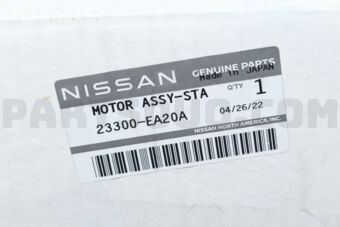 NISSAN
GENUINE PARTS
Made in JAPAN
MOTOR ASSY-STA
Q'TY 1
23300-EA20A
04/26/22
NISSAN NORTH AMERICA, INC.